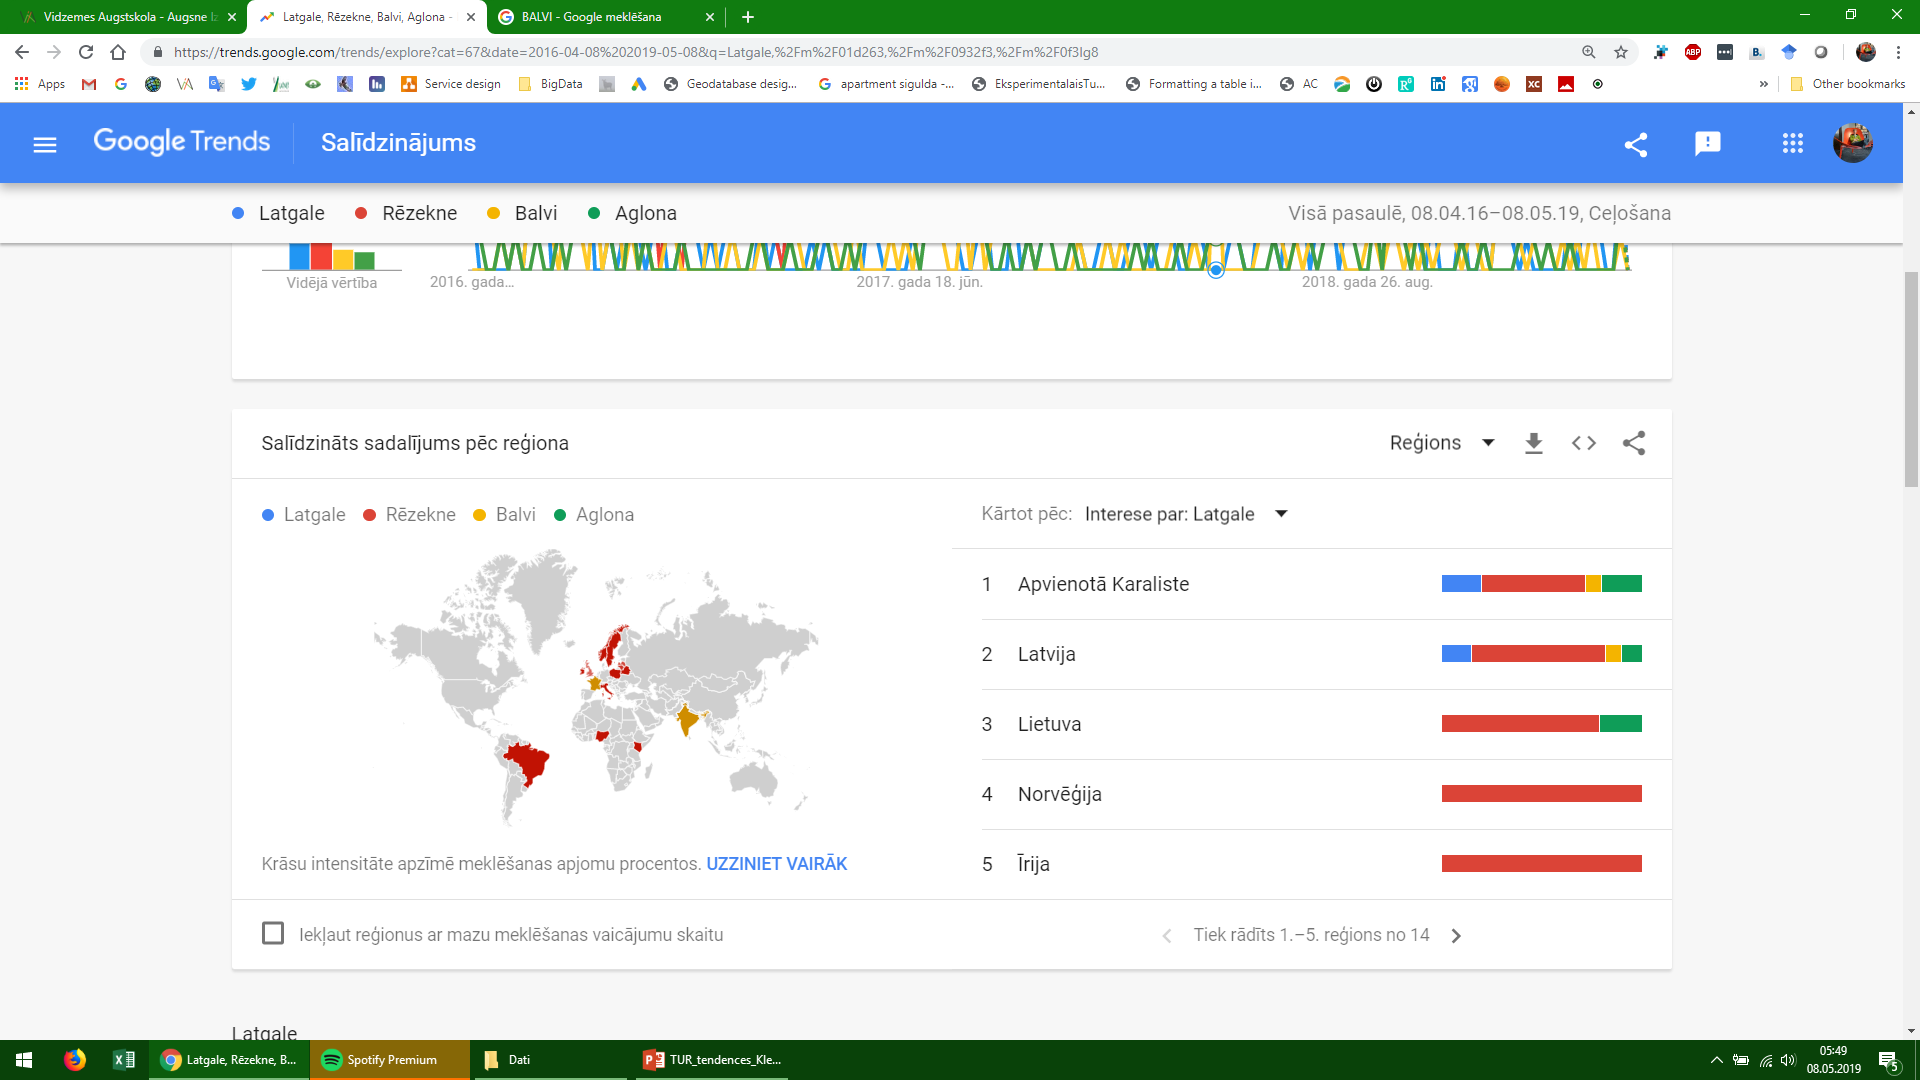 Vidzemes Augstskola - Augsne Iz
Latgale, Rēzekne, Balvi, Aglona -
BALVI - Google meklēšana
https://trends.google.com/trends/explore?cat=67&date=2016-04-08%202019-05-08&q=Latgale,%2Fm%2F01d263,%2Fm%2F0932f3,%2Fm%2F0f3lg8
Apps
Service design
BigData
Geodatabase desig...
apartment sigulda -...
EksperimentalaisTu...
Formatting a table i...
AC
Other bookmarks
Google Trends
Salīdzinājums
Latgale
Rēzekne
Balvi
Aglona
Visā pasaulē, 08.04.16–08.05.19, Ceļošana
Vidējā vērtība
2016. gada...
2017. gada 18. jūn.
2018. gada 26. aug.
Salīdzināts sadalījums pēc reģiona
Reģions
Latgale
Rēzekne
Balvi
Aglona
Kārtot pēc: Interese par: Latgale
1 Apvienotā Karaliste
2 Latvija
3 Lietuva
4 Norvēģija
5 Īrija
Krāsu intensitāte apzīmē meklēšanas apjomu procentos. UZZINIET VAIRĀK
Iekļaut reģionus ar mazu meklēšanas vaicājumu skaitu
Tiek rādīts 1.–5. reģions no 14
Latgale
Latgale, Rēzekne, B...
Spotify Premium
Dati
TUR_tendences_Kle...
05:49
08.05.2019
5